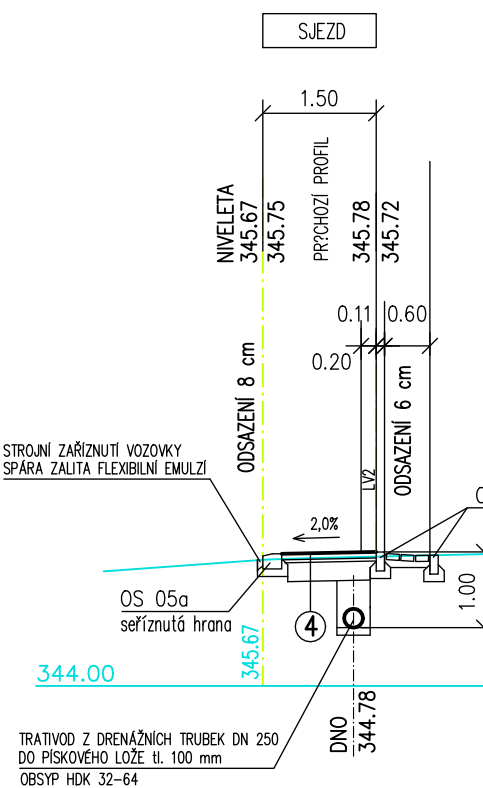 SJEZD
1.50
NIVELETA
345.67
345.75
PR?CHOZÍ PROFIL
345.78
345.72
0.11
0.60
0.20
ODSAZENÍ 8 cm
ODSAZENÍ 6 cm
LV2
STROJNÍ ZAŘÍZNUTÍ VOZOVKY
SPÁRA ZALITA FLEXIBILNÍ EMULZÍ
2,0%
OS 05a
seříznutá hrana
4
1.00
345.67
344.00
DNO
344.78
TRATIVOD Z DRENÁŽNÍCH TRUBEK DN 250
DO PÍSKOVÉHO LOŽE tl. 100 mm
OBSYP HDK 32-64